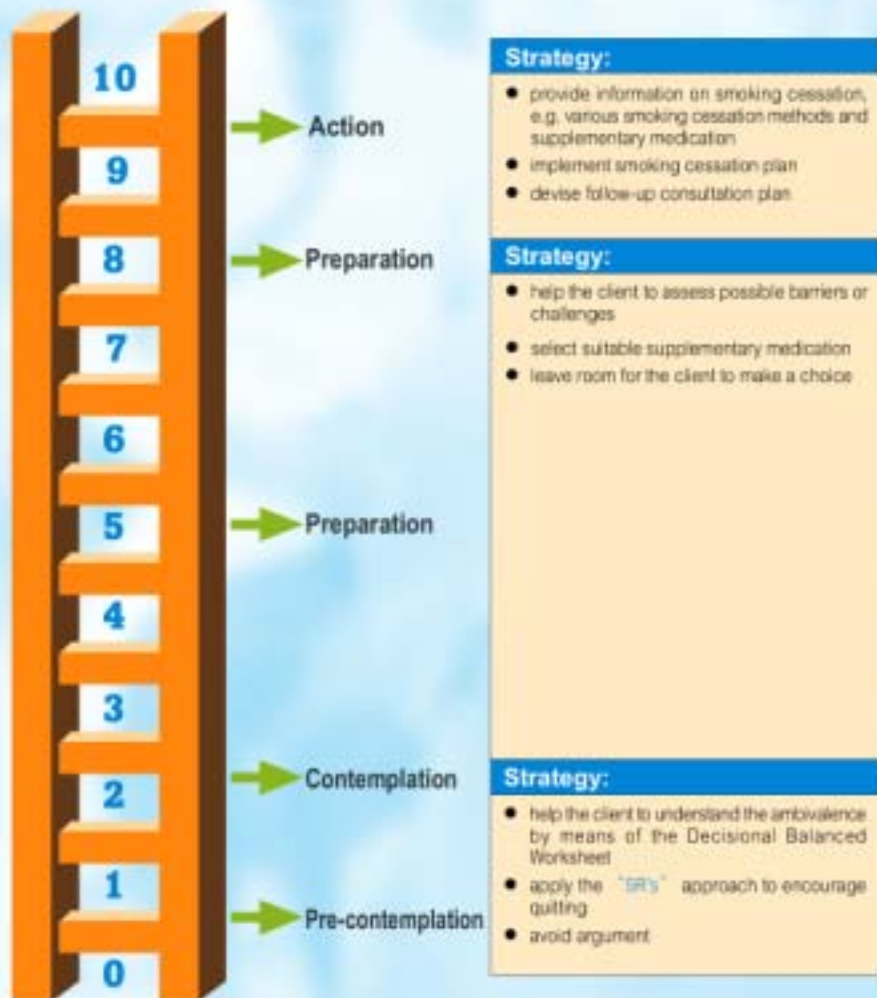 10
9
8
7
6
5
4
3
2
1
0
Action
Preparation
Preparation
Contemplation
Pre-contemplation
Strategy:
● provide information on smoking cessation,
e.g. various smoking cessation methods and
supplementary medication
● implement smoking cessation plan
● devise follow-up consultation plan
Strategy:
● help the client to assess possible barriers or
challenges
● select suitable supplementary medication
● leave room for the client to make a choice
Strategy:
● help the client to understand the ambivalence
by means of the Decisional Balanced
Worksheet
● apply the "5R's" approach to encourage
quitting
● avoid argument